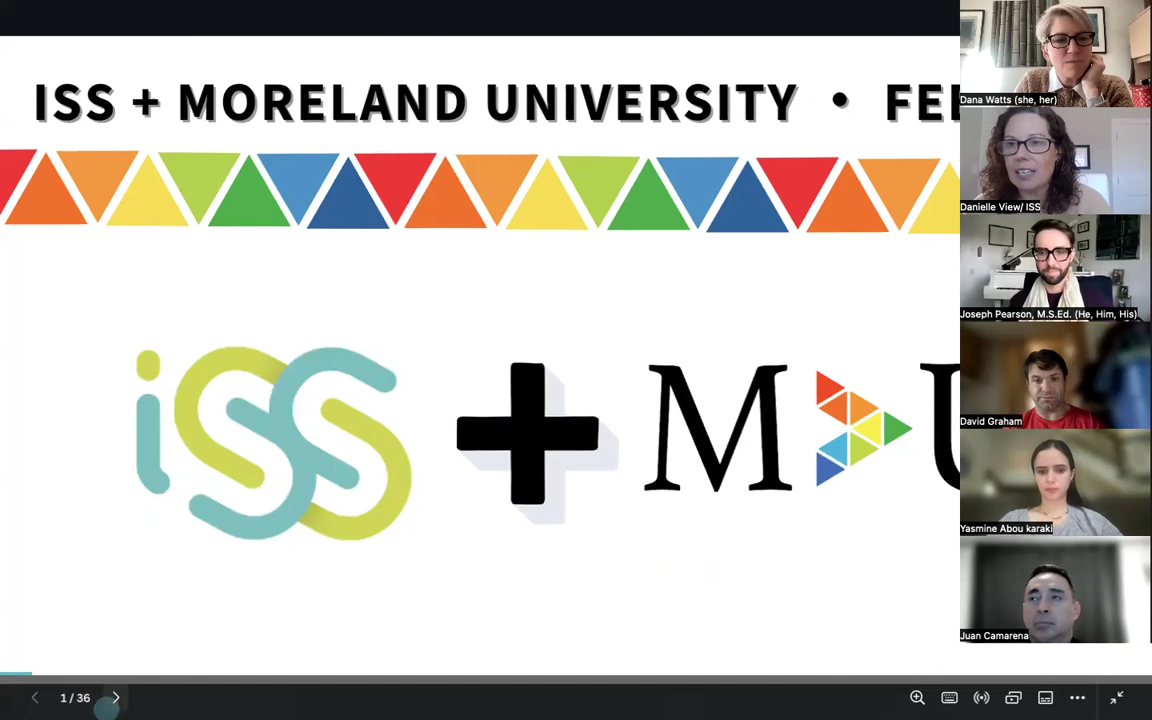 ISS + MORELAND UNIVERSITY • FE
iSS + M U
Dana Watts (she, her)
Danielle View/ ISS
Joseph Pearson, M.S.Ed. (He, Him, His)
David Graham
Yasmine Abou karaki
Juan Camarena
1 / 36